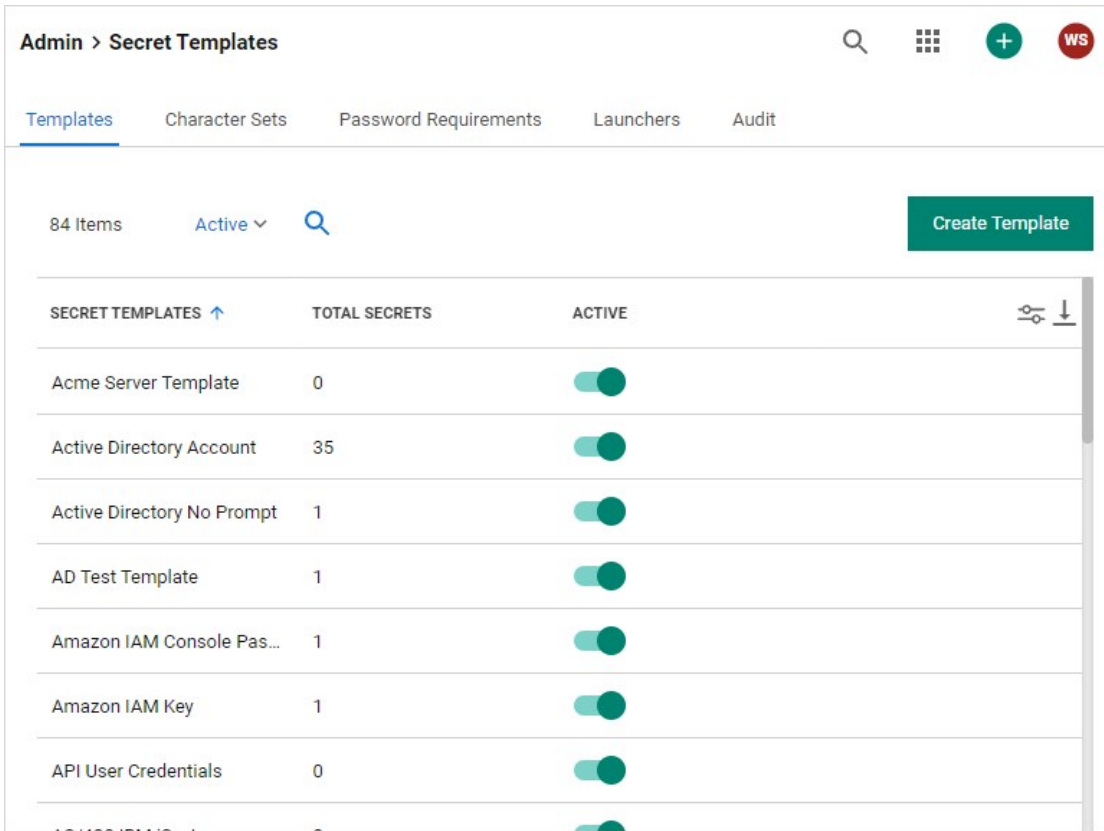 Admin > Secret Templates
WS
Templates Character Sets Password Requirements Launchers Audit
84 Items Active Create Template
SECRET TEMPLATES TOTAL SECRETS ACTIVE
Acme Server Template 0
Active Directory Account 35
Active Directory No Prompt 1
AD Test Template 1
Amazon IAM Console Pas... 1
Amazon IAM Key 1
API User Credentials 0